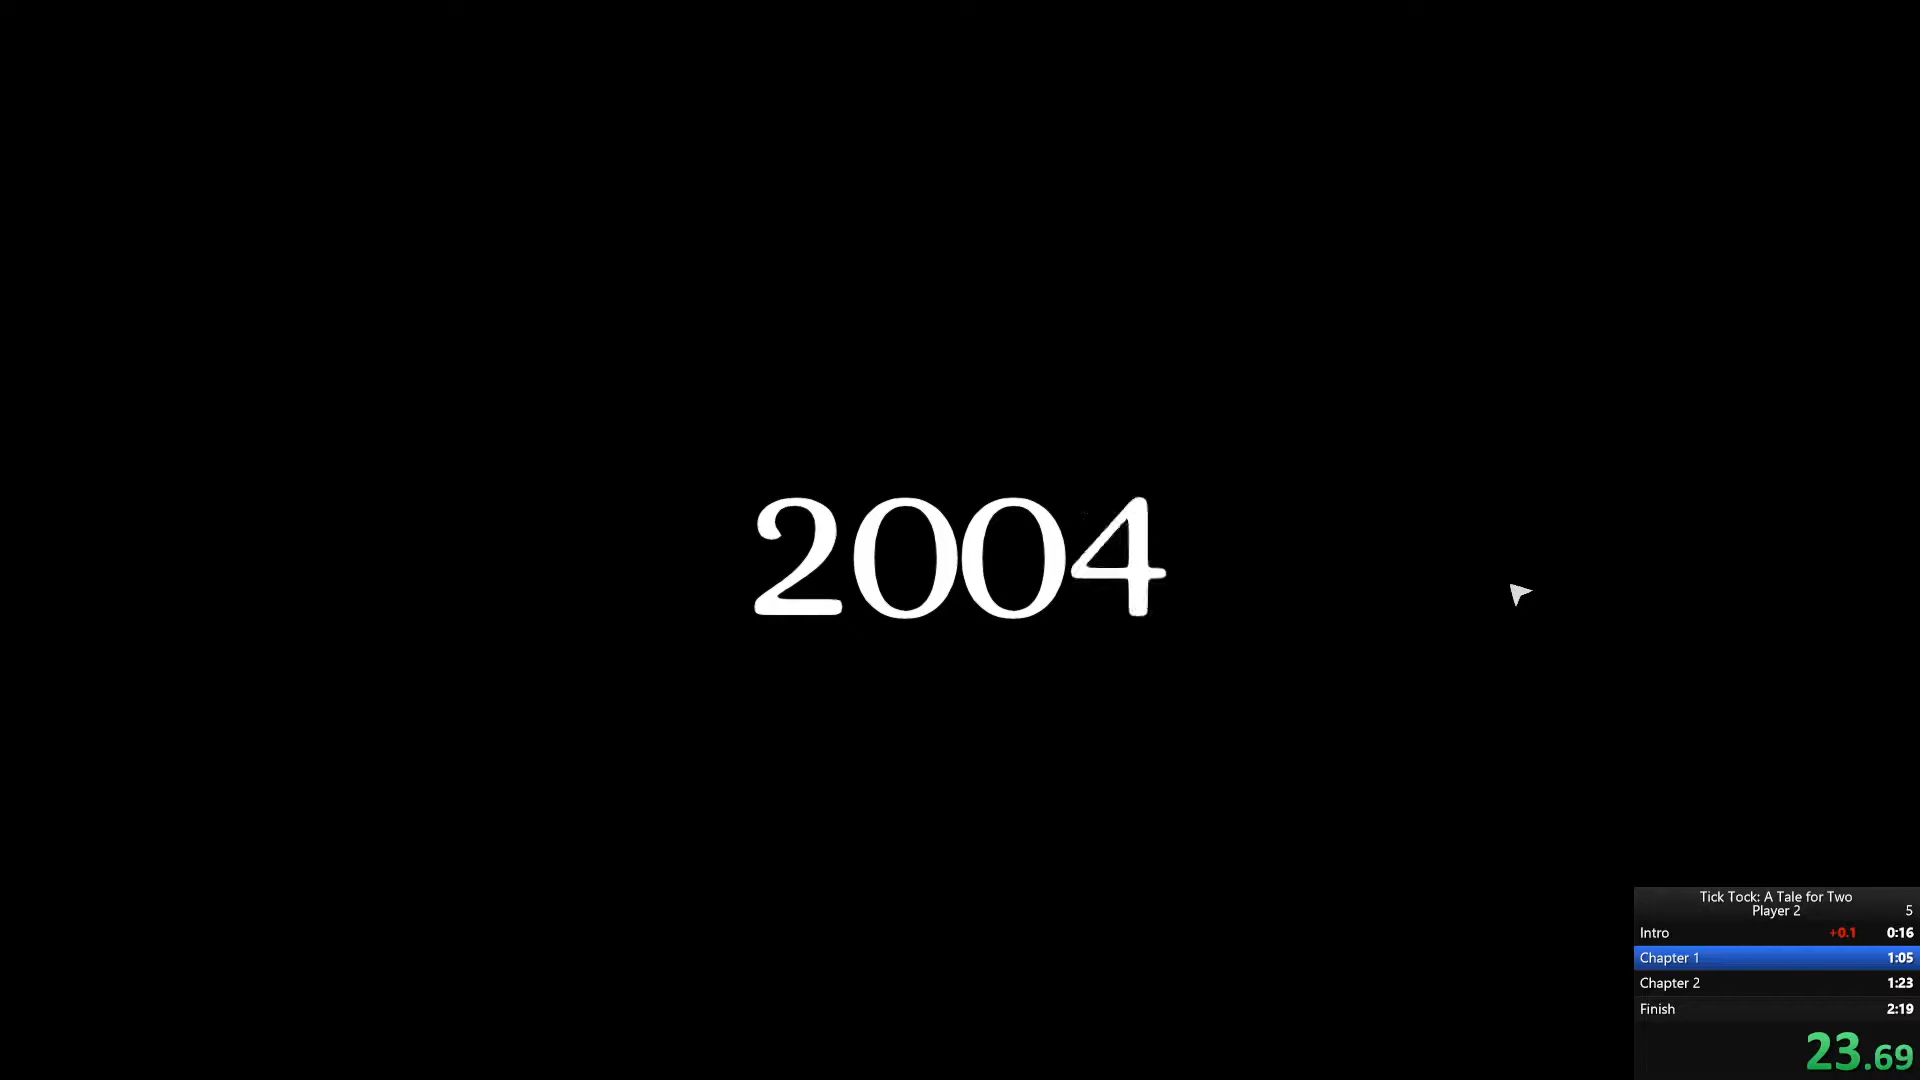 2004
Tick Tock: A Tale for Two
Player 2 5
Intro +0.1 0:16
Chapter 1 1:05
Chapter 2 1:23
Finish 2:19
23.69